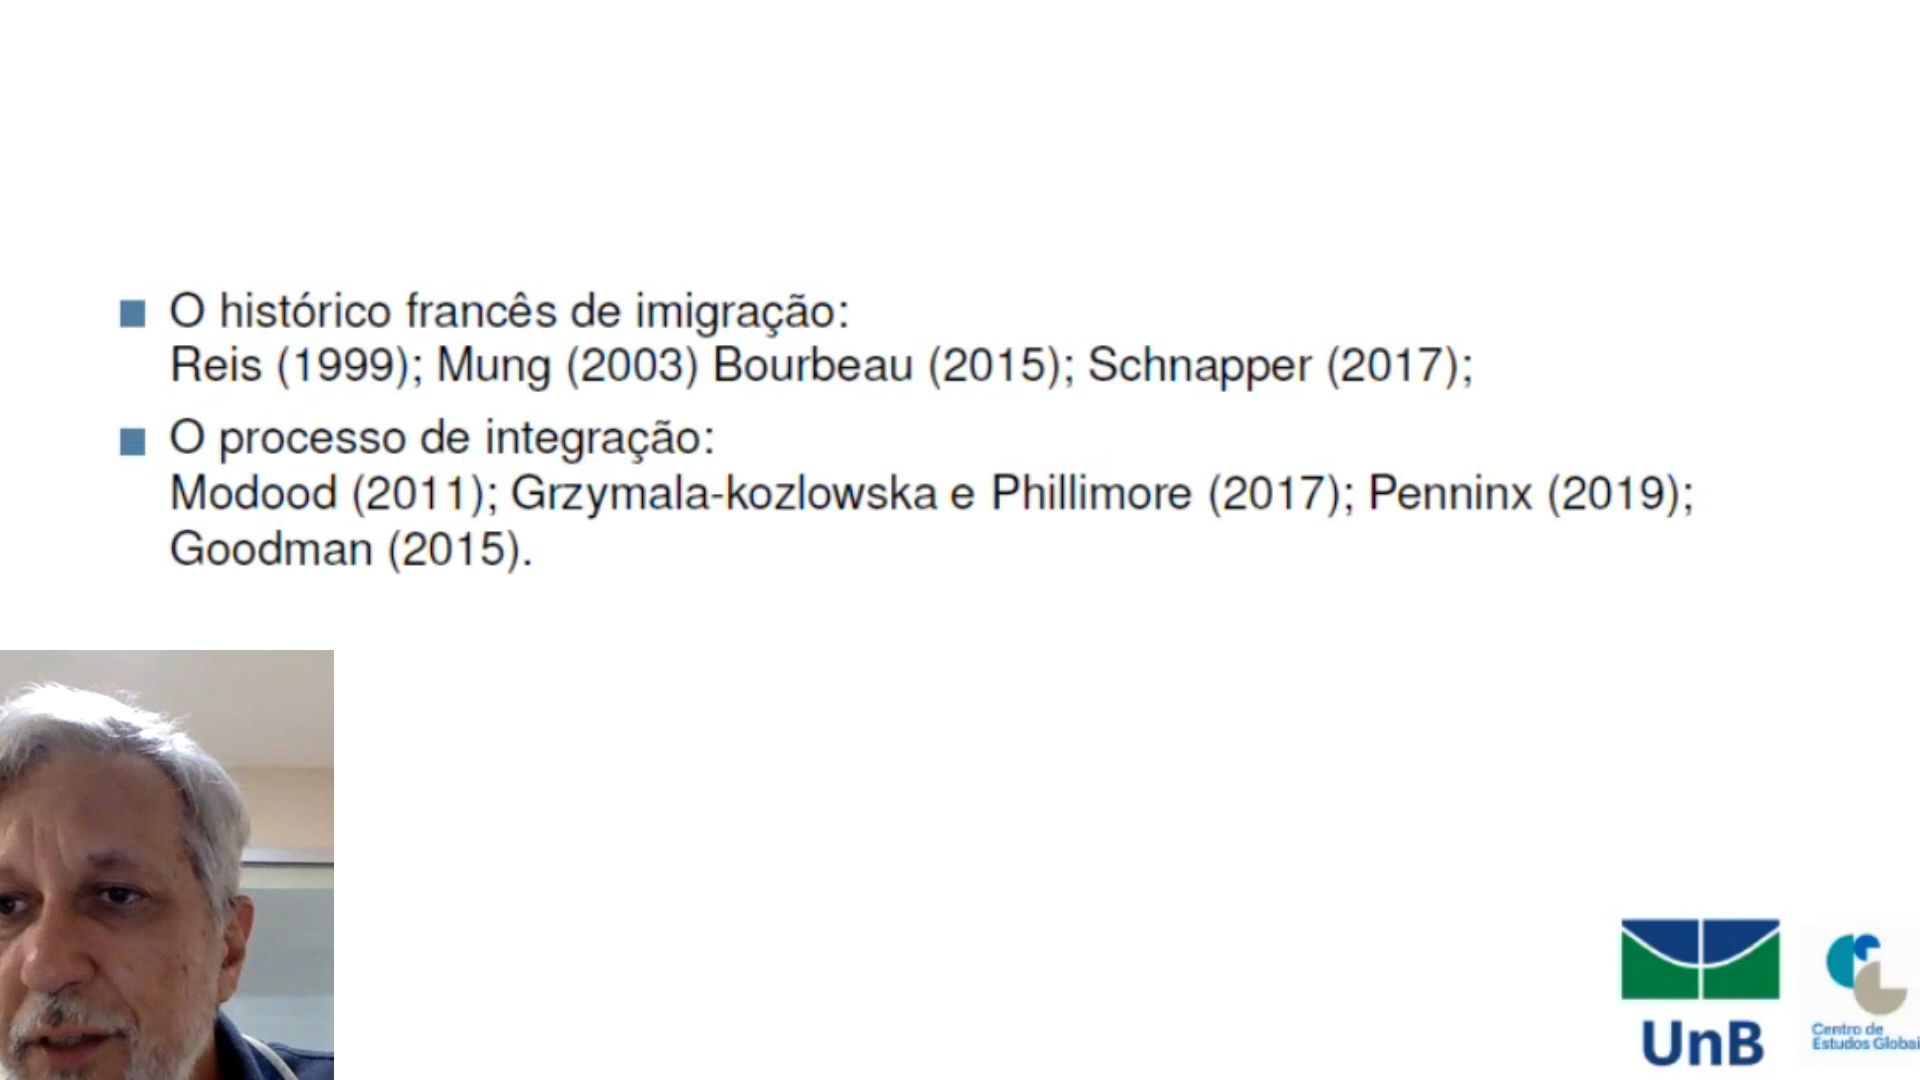 O histórico francês de imigração:
Reis (1999); Mung (2003) Bourbeau (2015); Schnapper (2017);
O processo de integração:
Modood (2011); Grzymala-kozlowska e Phillimore (2017); Penninx (2019);
Goodman (2015).
UnB
Centro de
Estudos Globai